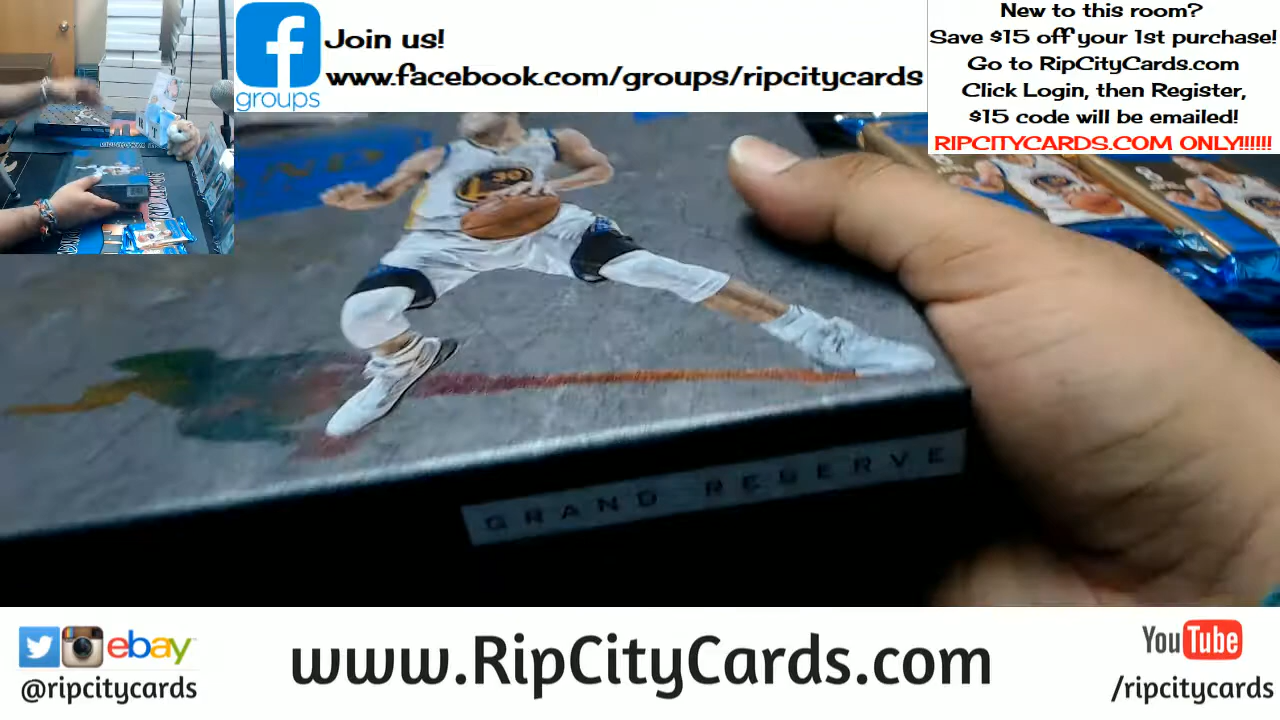 groups
Join us!
www.facebook.com/groups/ripcitycards
New to this room?
Save $15 off your 1st purchase!
Go to RipCityCards.com
Click Login, then Register,
$15 code will be emailed!
RIPCITYCARDS.COM ONLY!!!!!!
30
GRAND RESERVE
ebay
@ripcitycards
www.RipCityCards.com
YouTube
/ripcitycards